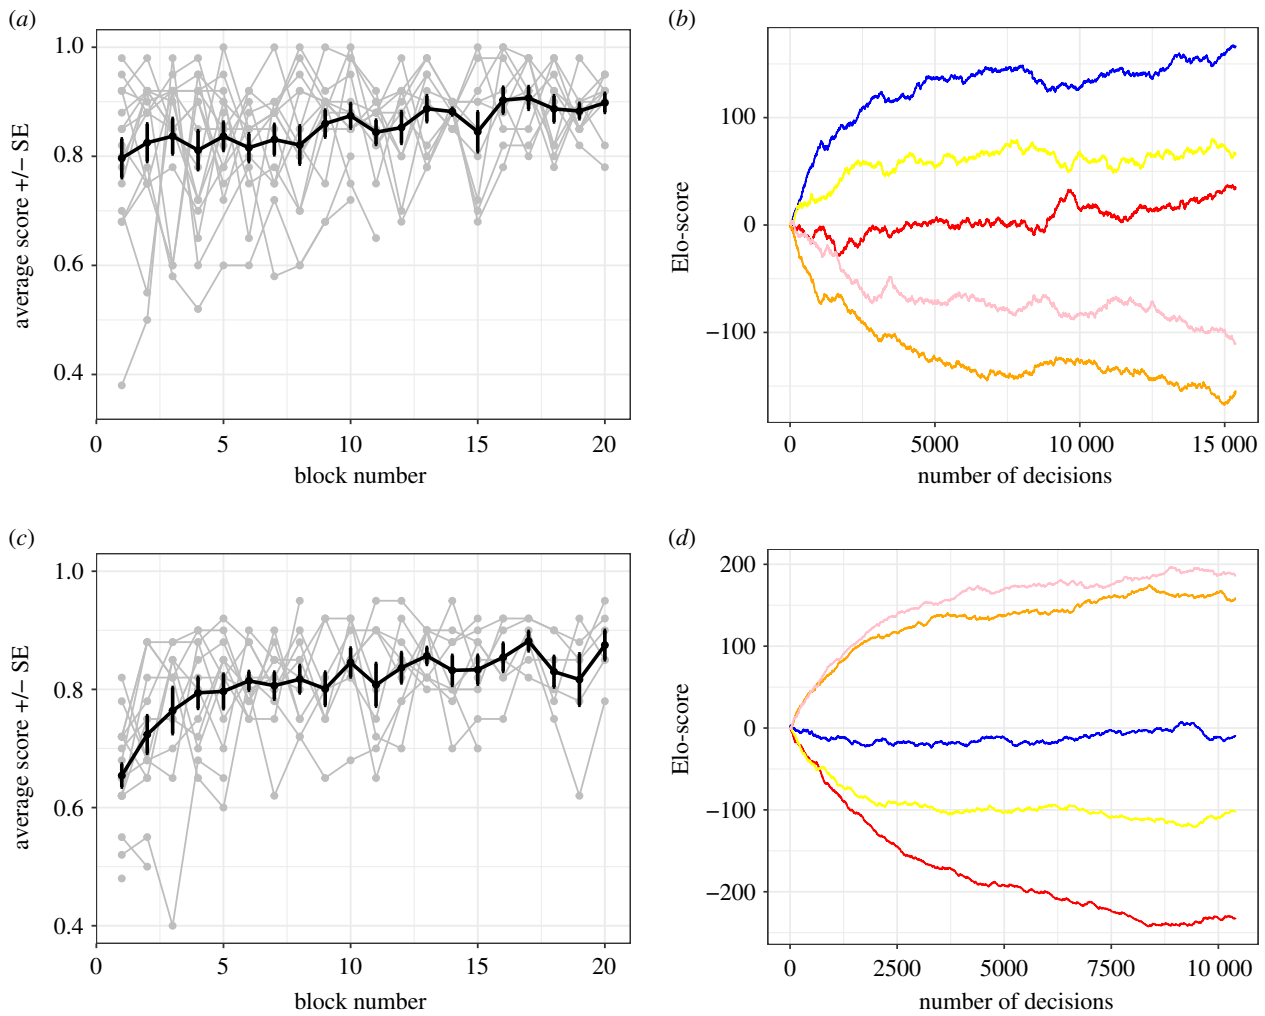 (a)
1.0
0.8
0.6
0.4
average score +/– SE
0 5 10 15 20
block number
(b)
100
0
−100
Elo-score
0 5000 10 000 15 000
number of decisions
(c)
1.0
0.8
0.6
0.4
average score +/– SE
0 5 10 15 20
block number
(d)
200
100
0
−100
−200
Elo-score
0 2500 5000 7500 10 000
number of decisions